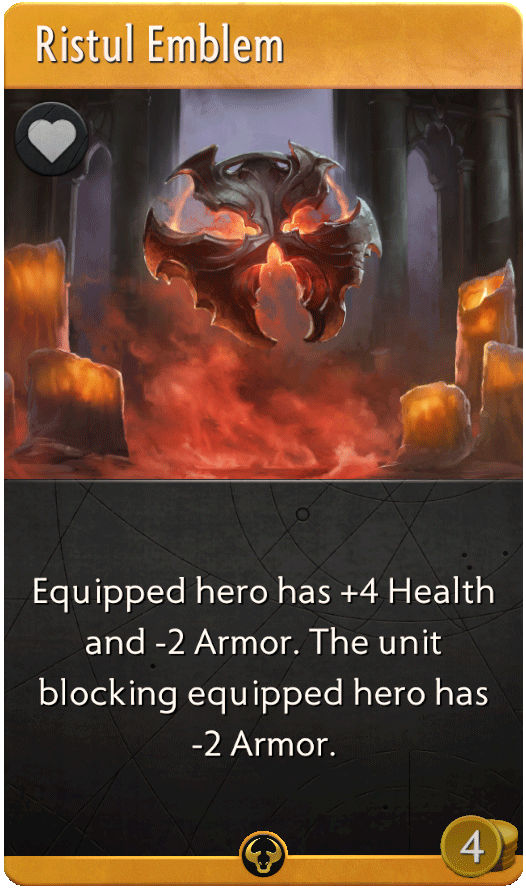 Ristul Emblem
Equipped hero has +4 Health
and -2 Armor. The unit
blocking equipped hero has
-2 Armor.
4